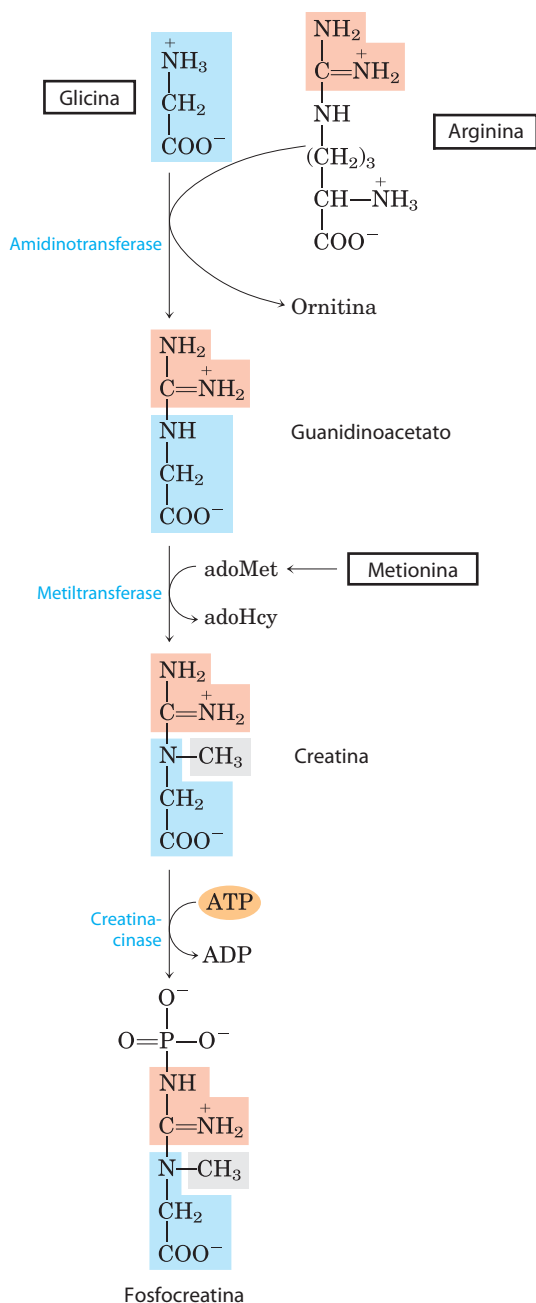 NH₂
+
NH₃
C=NH₂
+
Glicina
CH₂
NH
Arginina
COO⁻
(CH₂)₃
CH—NH₃
+
COO⁻
Amidinotransferase
Ornitina
NH₂
C=NH₂
+
NH
Guanidinoacetato
CH₂
COO⁻
adoMet
Metionina
Metiltransferase
adoHcy
NH₂
C=NH₂
+
N—CH₃
Creatina
CH₂
COO⁻
ATP
Creatina-
cinase
ADP
O⁻
O=P—O⁻
NH
C=NH₂
+
N—CH₃
CH₂
COO⁻
Fosfocreatina